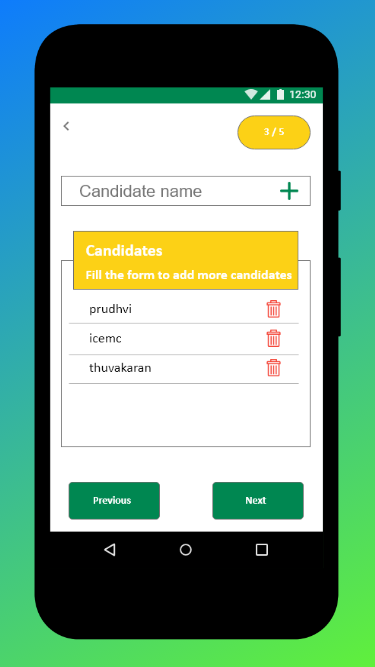 12:30
3 / 5
Candidate name
Candidates
Fill the form to add more candidates
prudhvi
icemc
thuvakaran
Previous
Next